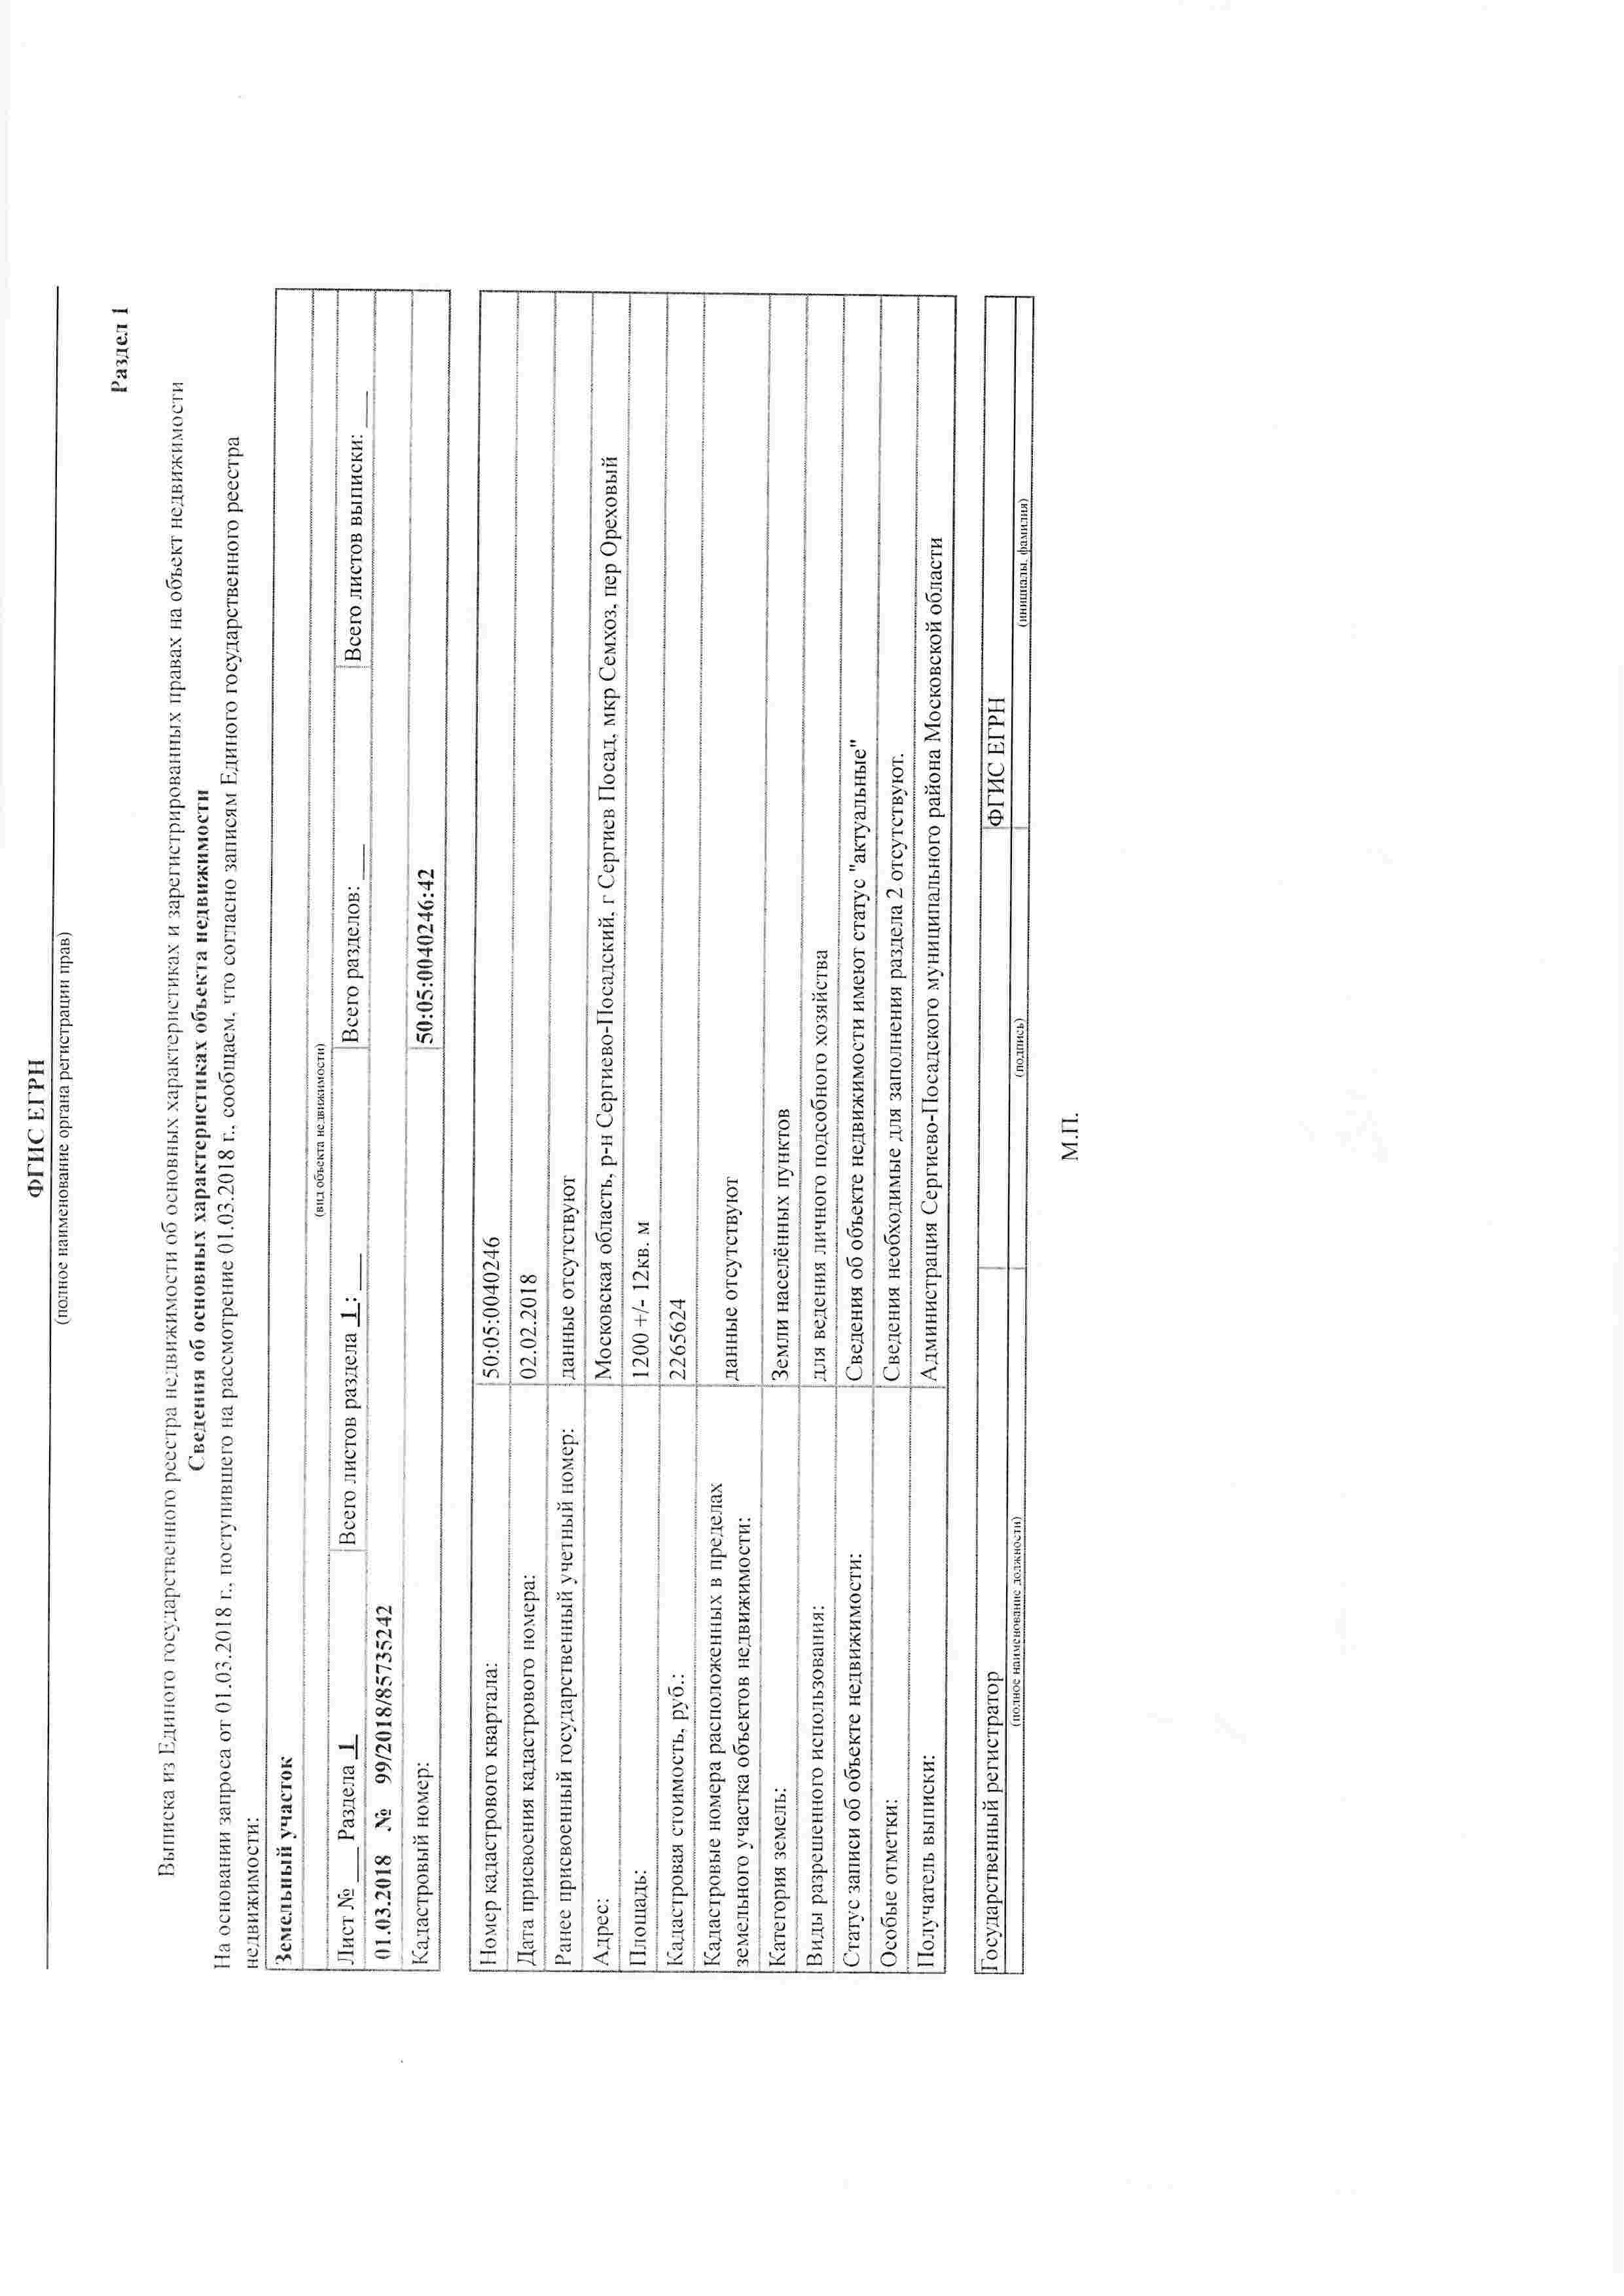 ФГИС ЕГРН
(полное наименование органа регистрации прав)
Раздел 1
Выписка из Единого государственного реестра недвижимости об основных характеристиках и зарегистрированных правах на объект недвижимости
Сведения об основных характеристиках объекта недвижимости
На основании запроса от 01.03.2018 г., поступившего на рассмотрение 01.03.2018 г., сообщаем, что согласно записям Единого государственного реестра
недвижимости:
Земельный участок
(вид объекта недвижимости)
Лист № ___ Раздела 1 Всего листов раздела 1: ___ Всего разделов: ___ Всего листов выписки: ___
01.03.2018 № 99/2018/85735242
Кадастровый номер: 50:05:0040246:42
Номер кадастрового квартала: 50:05:0040246
Дата присвоения кадастрового номера: 02.02.2018
Ранее присвоенный государственный учетный номер: данные отсутствуют
Адрес: Московская область, р-н Сергиево-Посадский, г Сергиев Посад, мкр Семхоз, пер Ореховый
Площадь: 1200 +/- 12кв. м
Кадастровая стоимость, руб.: 2265624
Кадастровые номера расположенных в пределах
земельного участка объектов недвижимости: данные отсутствуют
Категория земель: Земли населённых пунктов
Виды разрешенного использования: для ведения личного подсобного хозяйства
Статус записи об объекте недвижимости: Сведения об объекте недвижимости имеют статус "актуальные"
Особые отметки: Сведения необходимые для заполнения раздела 2 отсутствуют.
Получатель выписки: Администрация Сергиево-Посадского муниципального района Московской области
Государственный регистратор ФГИС ЕГРН
(полное наименование должности) (подпись) (инициалы, фамилия)
М.П.